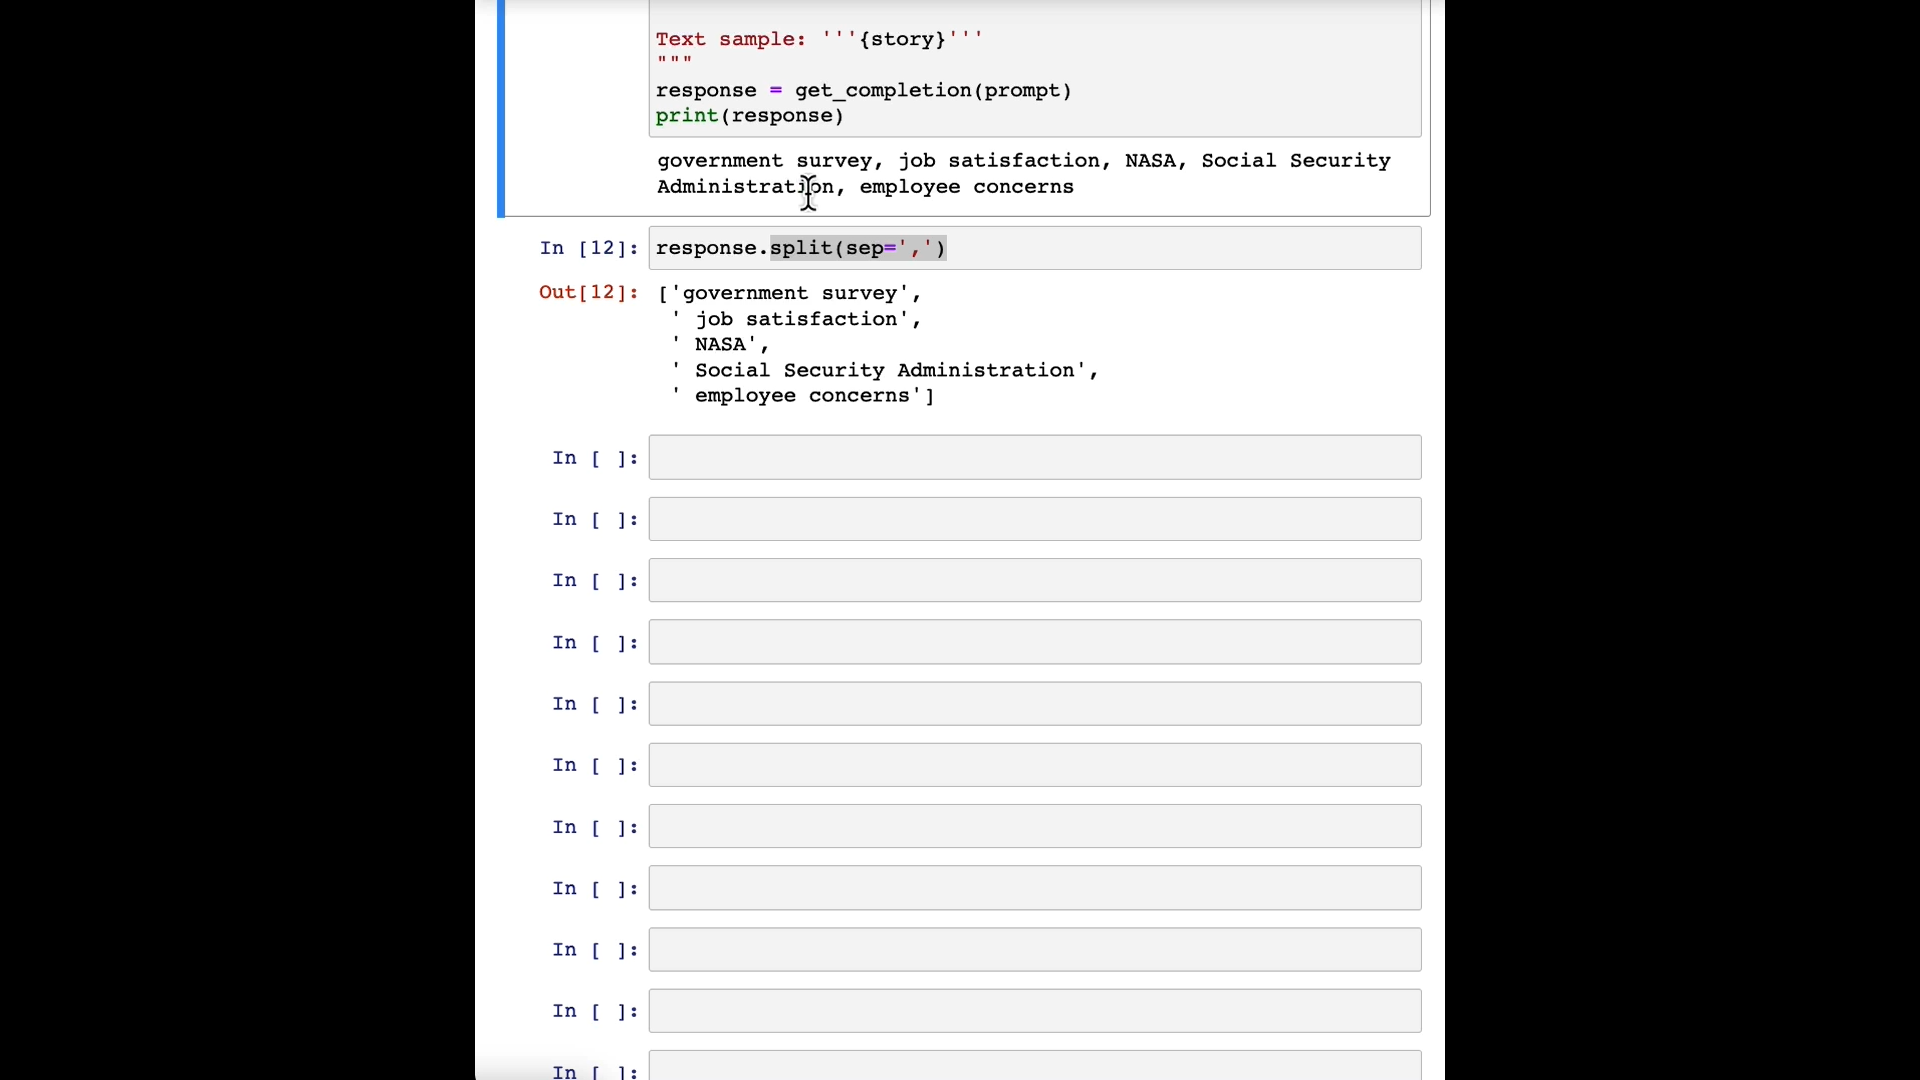 Text sample: '''{story}'''
"""
response = get_completion(prompt)
print(response)
government survey, job satisfaction, NASA, Social Security
Administration, employee concerns
In [12]: response.split(sep=',')
Out[12]: ['government survey',
' job satisfaction',
' NASA',
' Social Security Administration',
' employee concerns']
In [ ]:
In [ ]:
In [ ]:
In [ ]:
In [ ]:
In [ ]:
In [ ]:
In [ ]:
In [ ]:
In [ ]:
In [ ]: